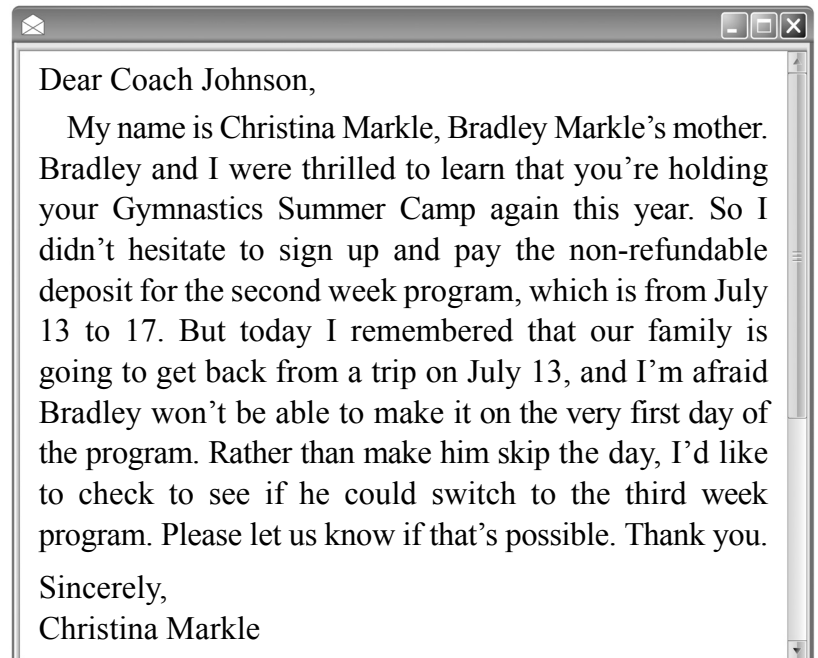 Dear Coach Johnson,
My name is Christina Markle, Bradley Markle’s mother.
Bradley and I were thrilled to learn that you’re holding
your Gymnastics Summer Camp again this year. So I
didn’t hesitate to sign up and pay the non-refundable
deposit for the second week program, which is from July
13 to 17. But today I remembered that our family is
going to get back from a trip on July 13, and I’m afraid
Bradley won’t be able to make it on the very first day of
the program. Rather than make him skip the day, I’d like
to check to see if he could switch to the third week
program. Please let us know if that’s possible. Thank you.
Sincerely,
Christina Markle